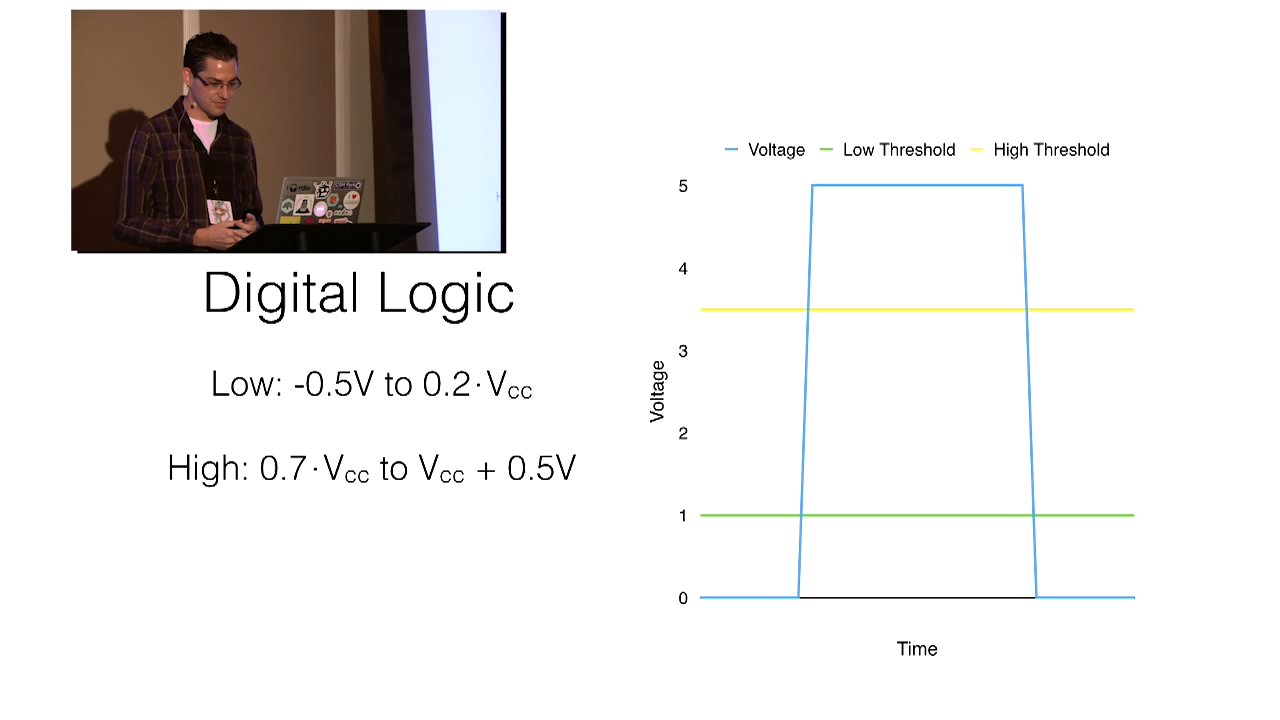 Digital Logic
Low: -0.5V to 0.2·Vcc
High: 0.7·Vcc to Vcc + 0.5V
Voltage
Low Threshold
High Threshold
5
4
3
2
1
0
Voltage
Time